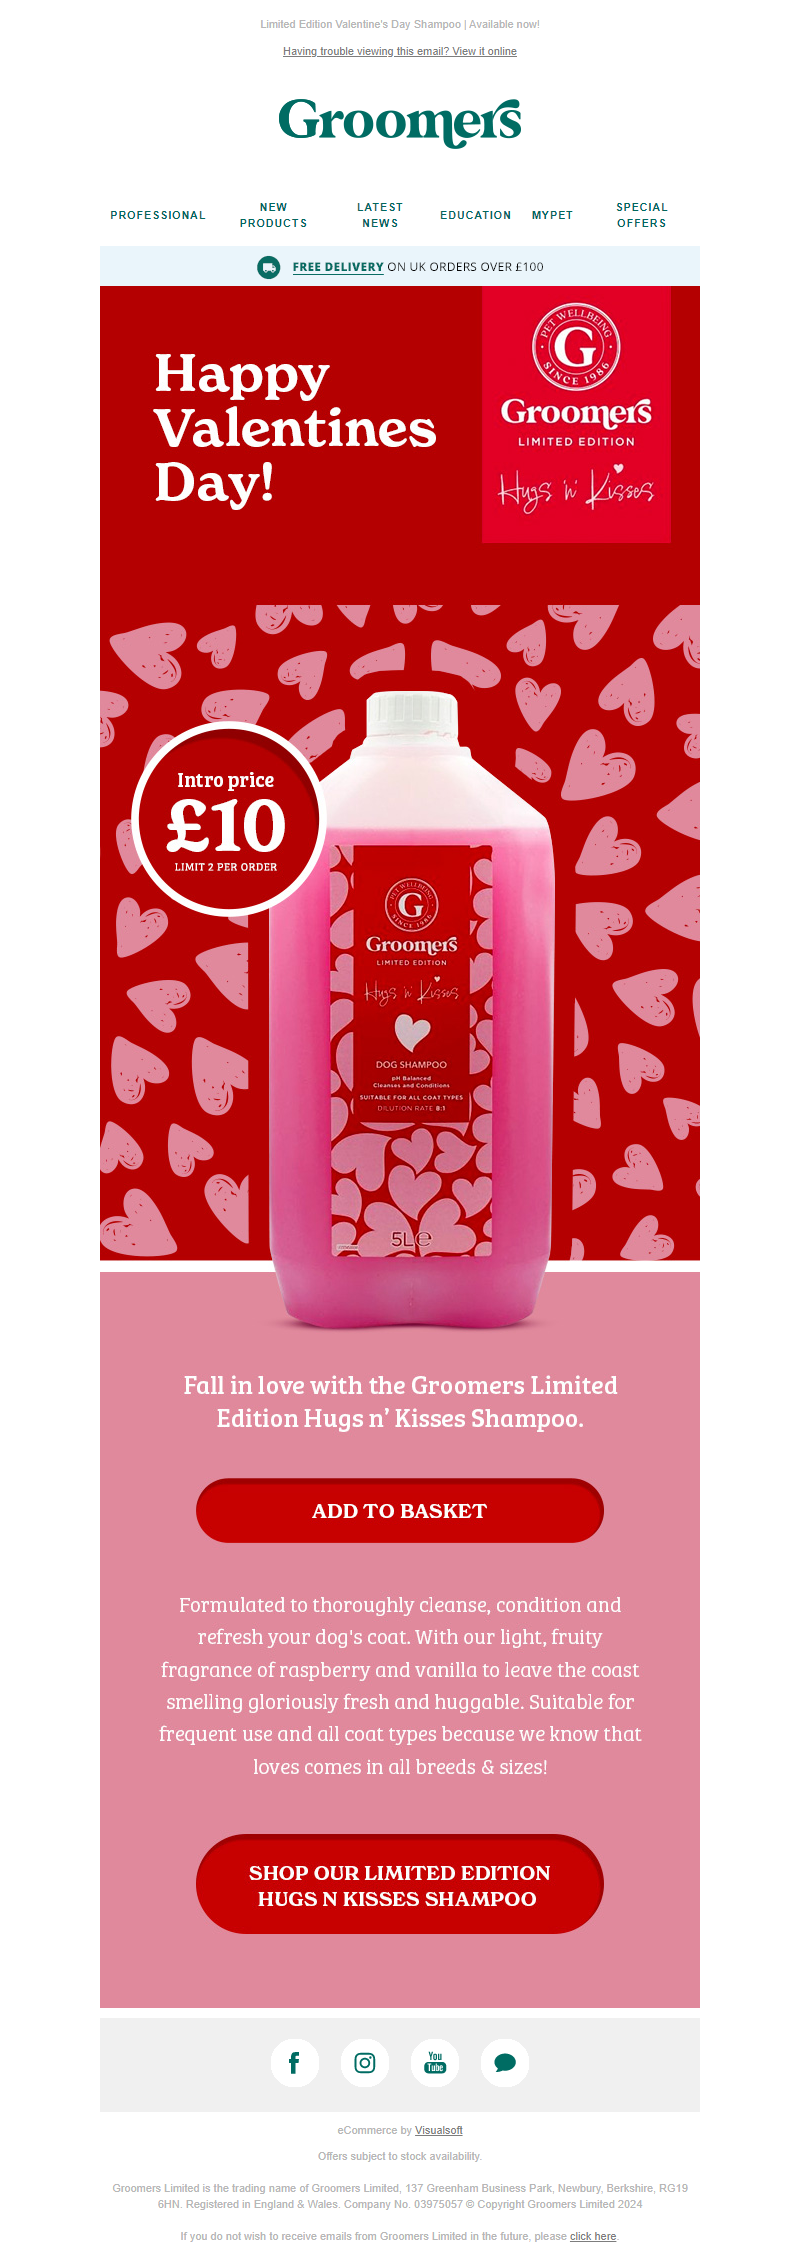 Limited Edition Valentine's Day Shampoo | Available now!
Having trouble viewing this email? View it online
Groomers
PROFESSIONAL
NEW
PRODUCTS
LATEST
NEWS
EDUCATION
MYPET
SPECIAL
OFFERS
FREE DELIVERY ON UK ORDERS OVER £100
Happy
Valentines
Day!
PET WELLBEING
G
SINCE 1986
Groomers
LIMITED EDITION
Hugs 'n' Kisses
Intro price
£10
LIMIT 2 PER ORDER
PET WELLBEING
G
SINCE 1986
Groomers
LIMITED EDITION
Hugs 'n' Kisses
DOG SHAMPOO
pH Balanced
Cleanses and Conditions
SUITABLE FOR ALL COAT TYPES
DILUTION RATE 8:1
5L℮
Fall in love with the Groomers Limited
Edition Hugs n’ Kisses Shampoo.
ADD TO BASKET
Formulated to thoroughly cleanse, condition and
refresh your dog's coat. With our light, fruity
fragrance of raspberry and vanilla to leave the coast
smelling gloriously fresh and huggable. Suitable for
frequent use and all coat types because we know that
loves comes in all breeds & sizes!
SHOP OUR LIMITED EDITION
HUGS N KISSES SHAMPOO
You
Tube
eCommerce by Visualsoft
Offers subject to stock availability.
Groomers Limited is the trading name of Groomers Limited, 137 Greenham Business Park, Newbury, Berkshire, RG19
6HN. Registered in England & Wales. Company No. 03975057 © Copyright Groomers Limited 2024
If you do not wish to receive emails from Groomers Limited in the future, please click here.